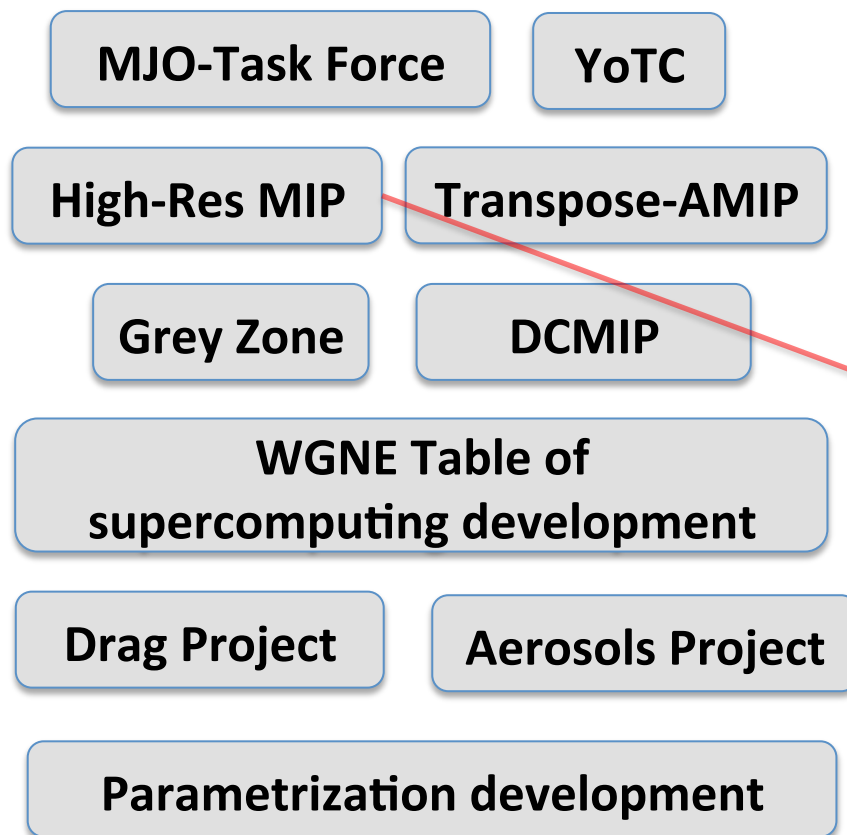 MJO-Task Force
YoTC
High-Res MIP
Transpose-AMIP
Grey Zone
DCMIP
WGNE Table of
supercomputing development
Drag Project
Aerosols Project
Parametrization development